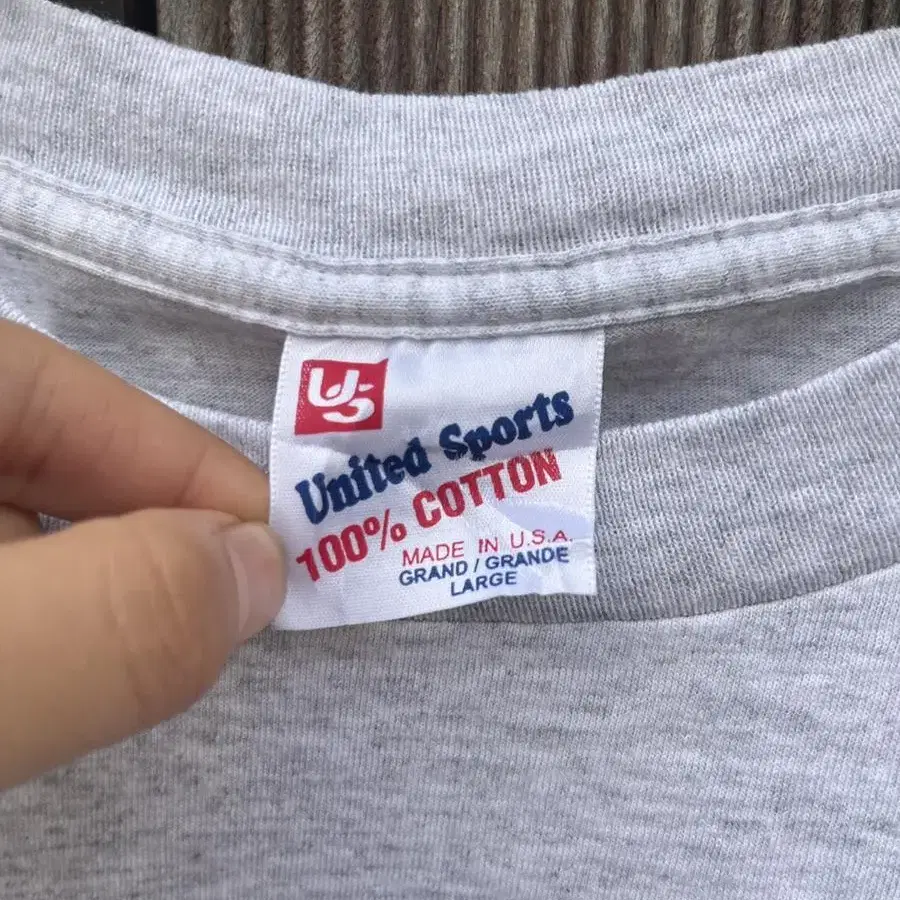 US
United Sports
100% COTTON
MADE IN U.S.A.
GRAND / GRANDE
LARGE